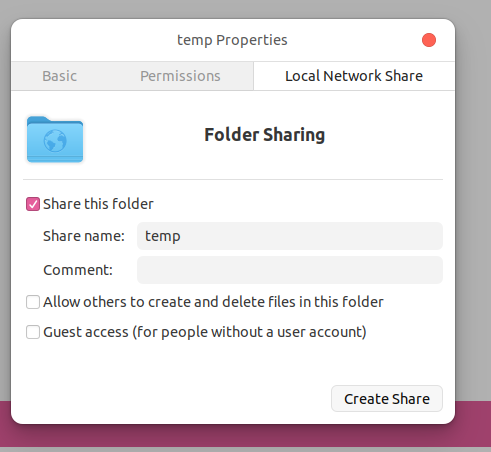 temp Properties
Basic Permissions Local Network Share
Folder Sharing
Share this folder
Share name: temp
Comment:
Allow others to create and delete files in this folder
Guest access (for people without a user account)
Create Share